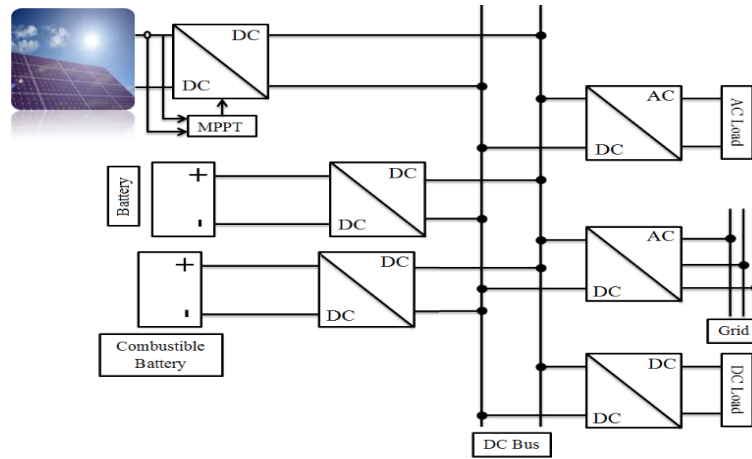 DC
DC
MPPT
AC
DC
AC Load
Battery
+
-
DC
DC
AC
DC
Grid
+
-
DC
DC
Combustible
Battery
DC
DC
DC Load
DC Bus